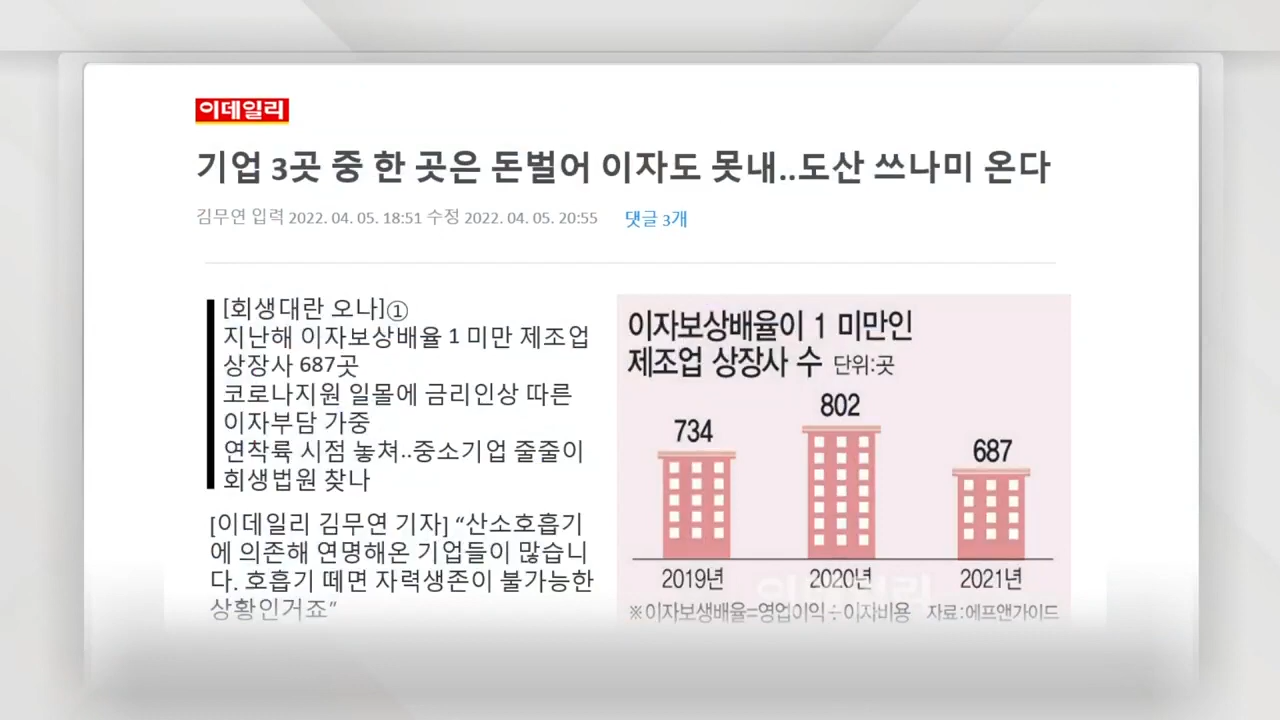 이데일리
기업 3곳 중 한 곳은 돈벌어 이자도 못내..도산 쓰나미 온다
김무연 입력 2022. 04. 05. 18:51 수정 2022. 04. 05. 20:55 댓글 3개
[회생대란 오나]①
지난해 이자보상배율 1 미만 제조업
상장사 687곳
코로나지원 일몰에 금리인상 따른
이자부담 가중
연착륙 시점 놓쳐..중소기업 줄줄이
회생법원 찾나
[이데일리 김무연 기자] “산소호흡기
에 의존해 연명해온 기업들이 많습니
다. 호흡기 떼면 자력생존이 불가능한
상황인거죠”
이자보상배율이 1 미만인
제조업 상장사 수 단위:곳
734
802
687
2019년
2020년
2021년
이데일리
※이자보생배율=영업이익÷이자비용 자료:에프앤가이드